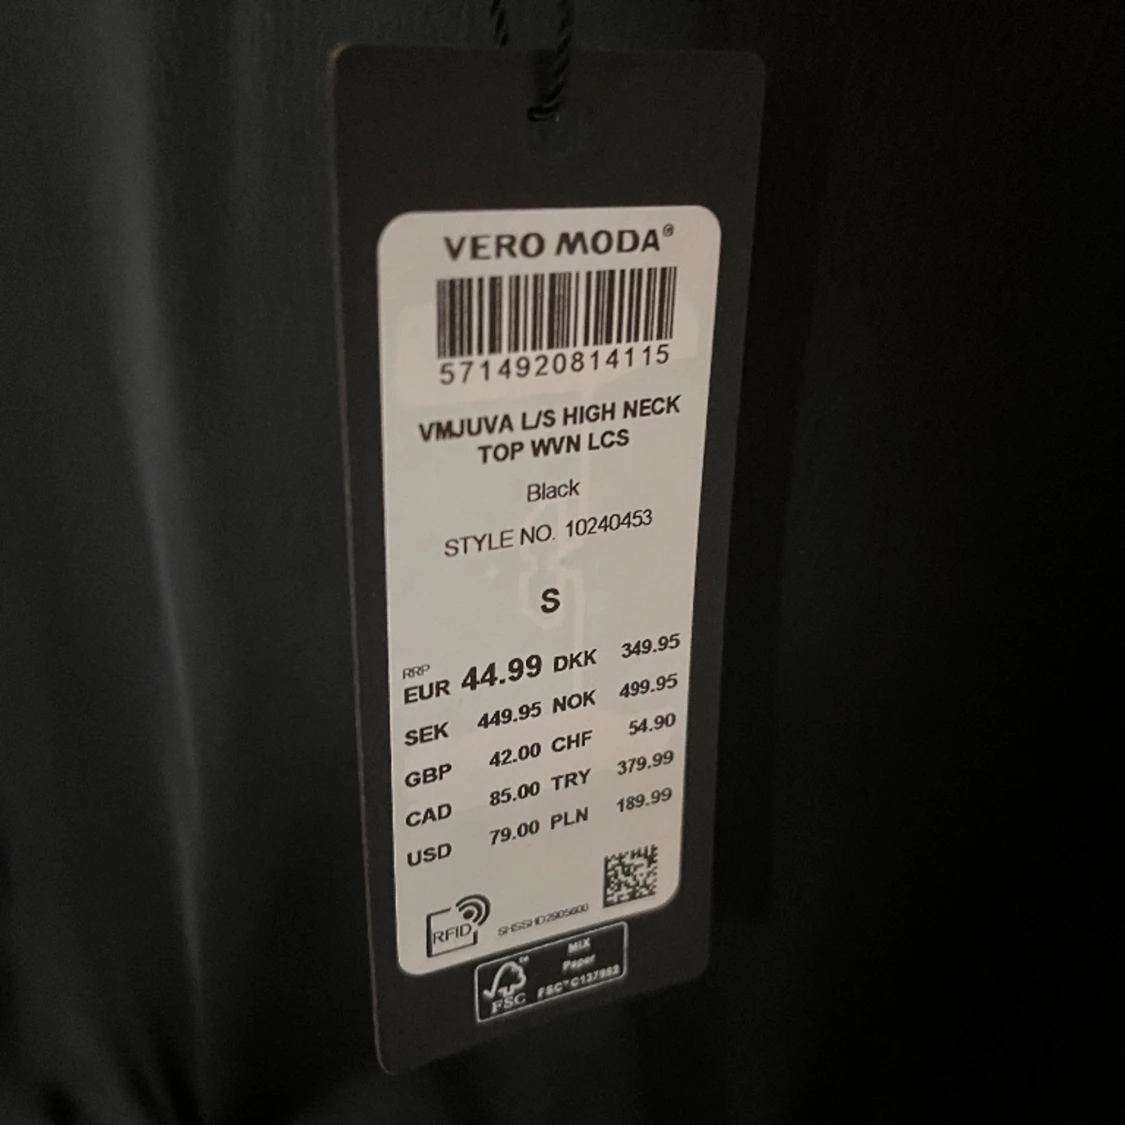 VERO MODA®
5714920814115
VMJUVA L/S HIGH NECK
TOP WVN LCS
Black
STYLE NO. 10240453
S
RRP
EUR 44.99 DKK 349.95
SEK 449.95 NOK 499.95
GBP 42.00 CHF 54.90
CAD 85.00 TRY 379.99
USD 79.00 PLN 189.99
RFID
MIX
Paper
FSC